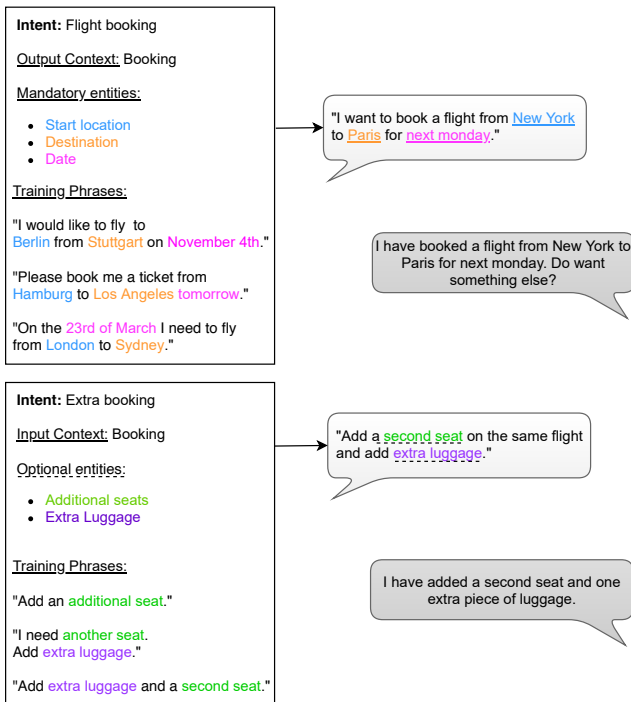 Intent: Flight booking
Output Context: Booking
Mandatory entities:
Start location
Destination
Date
Training Phrases:
"I would like to fly to
Berlin from Stuttgart on November 4th."
"Please book me a ticket from
Hamburg to Los Angeles tomorrow."
"On the 23rd of March I need to fly
from London to Sydney."
"I want to book a flight from New York
to Paris for next monday."
I have booked a flight from New York to
Paris for next monday. Do want
something else?
Intent: Extra booking
Input Context: Booking
Optional entities:
Additional seats
Extra Luggage
Training Phrases:
"Add an additional seat."
"I need another seat.
Add extra luggage."
"Add extra luggage and a second seat."
"Add a second seat on the same flight
and add extra luggage."
I have added a second seat and one
extra piece of luggage.